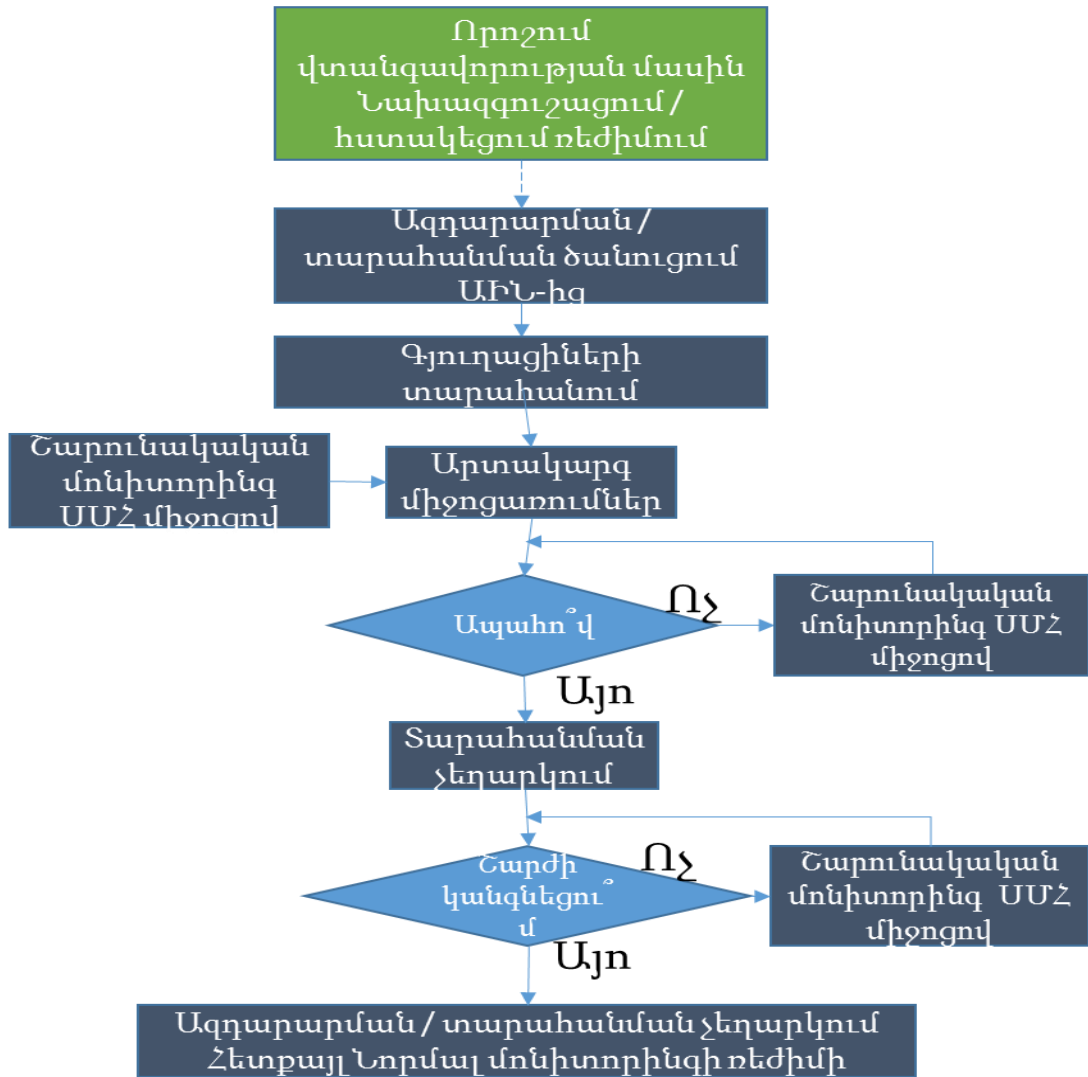 Որոշում
վտանգավորության մասին
Նախազգուշացում /
հստակեցում ռեժիմում
Ազդարարման /
տարահանման ծանուցում
ԱԻՆ-ից
Գյուղացիների
տարահանում
Շարունակական
մոնիտորինգ
ՍՄՀ միջոցով
Արտակարգ
միջոցառումներ
Ապահո՞վ
Ոչ
Շարունակական
մոնիտորինգ ՍՄՀ
միջոցով
Այո
Տարահանման
չեղարկում
Շարժի
կանգնեցու՞
մ
Ոչ
Շարունակական
մոնիտորինգ ՍՄՀ
միջոցով
Այո
Ազդարարման / տարահանման չեղարկում
Հետքայլ Նորմալ մոնիտորինգի ռեժիմի